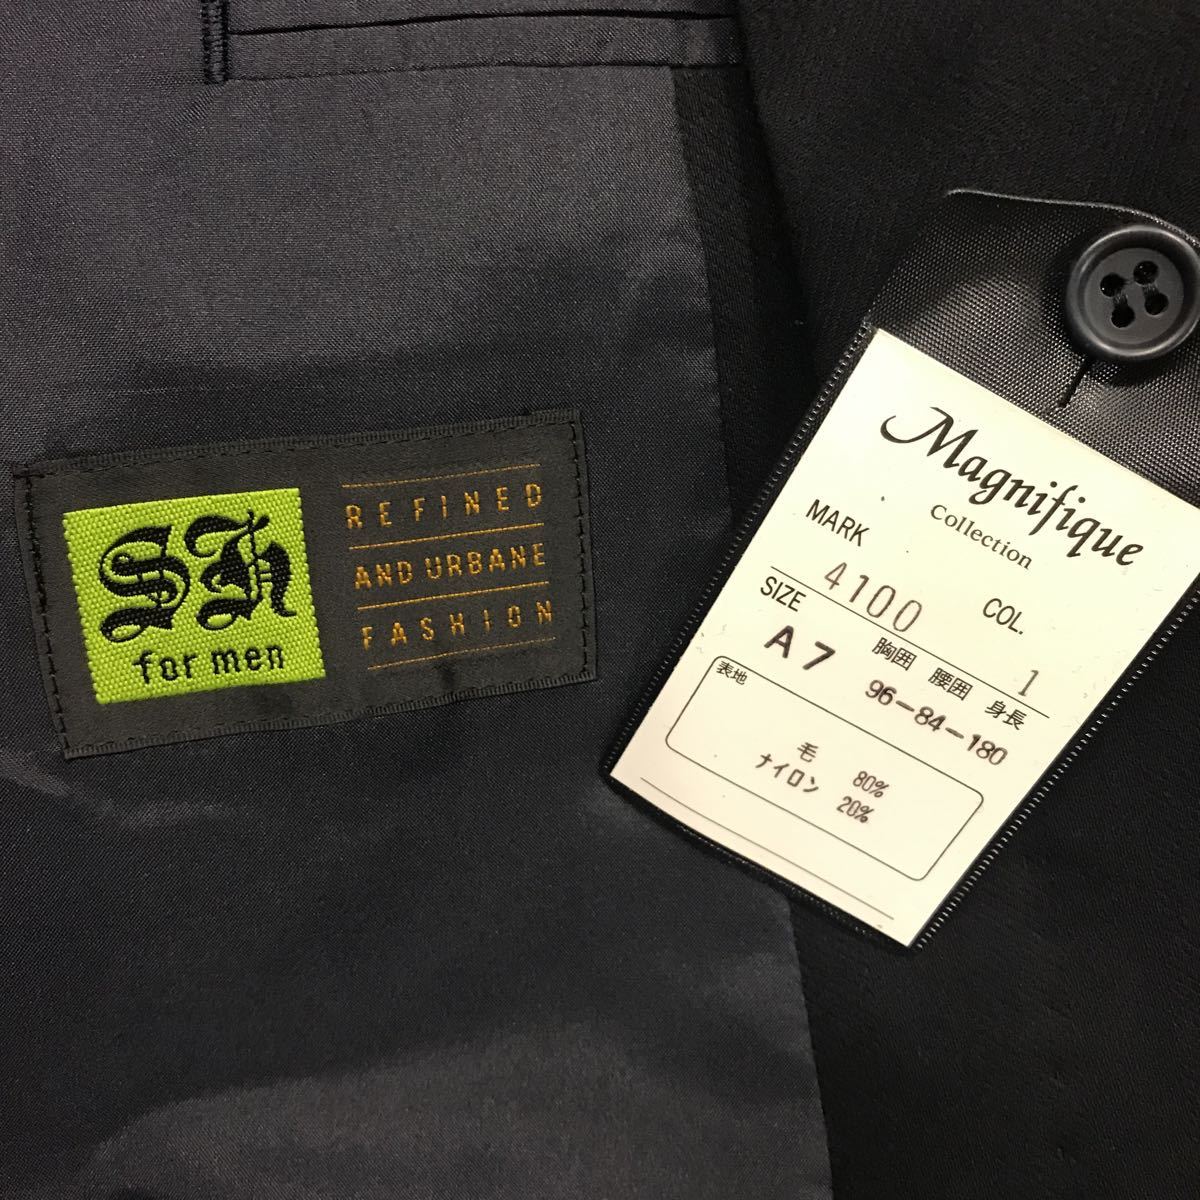 SH
for men
REFINED
AND URBANE
FASHION
Magnifique
Collection
MARK
4100
COL.
1
SIZE
A7
胸囲 腰囲 身長
96-84-180
表地
毛 80%
ナイロン 20%